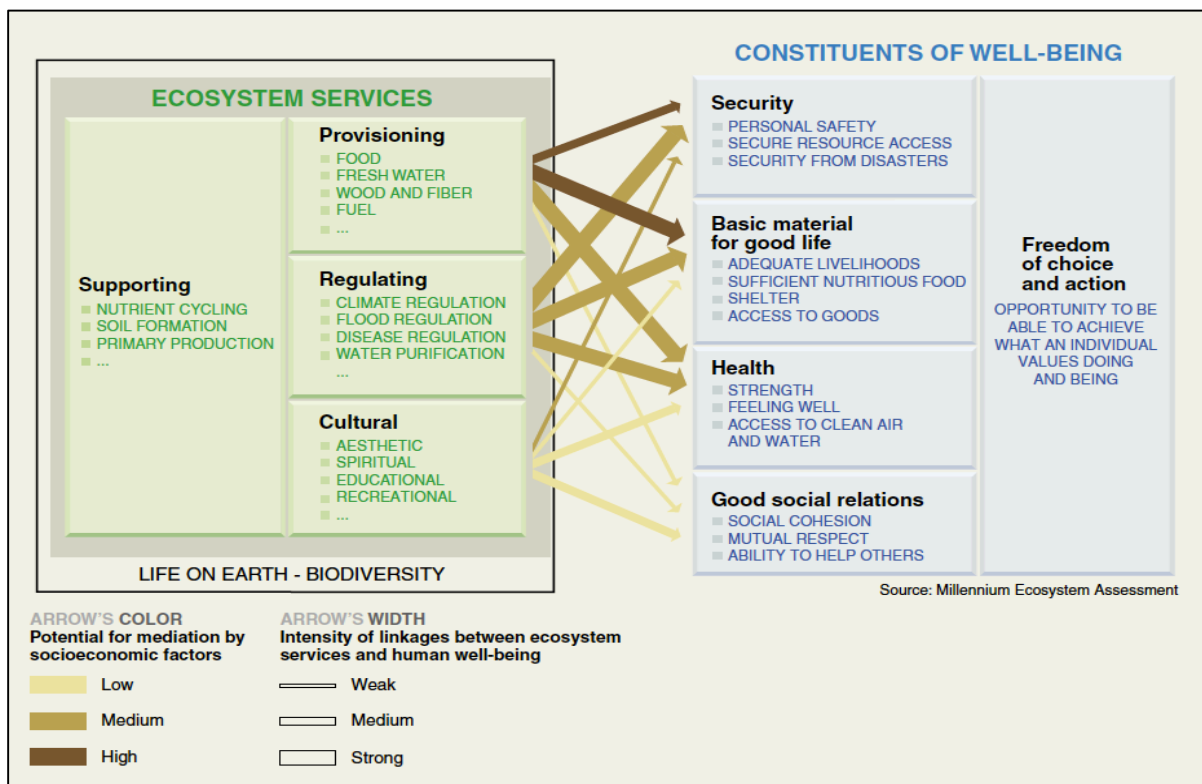 CONSTITUENTS OF WELL-BEING
ECOSYSTEM SERVICES
Supporting
NUTRIENT CYCLING
SOIL FORMATION
PRIMARY PRODUCTION
...
Provisioning
FOOD
FRESH WATER
WOOD AND FIBER
FUEL
...
Regulating
CLIMATE REGULATION
FLOOD REGULATION
DISEASE REGULATION
WATER PURIFICATION
...
Cultural
AESTHETIC
SPIRITUAL
EDUCATIONAL
RECREATIONAL
...
LIFE ON EARTH - BIODIVERSITY
Security
PERSONAL SAFETY
SECURE RESOURCE ACCESS
SECURITY FROM DISASTERS
Basic material
for good life
ADEQUATE LIVELIHOODS
SUFFICIENT NUTRITIOUS FOOD
SHELTER
ACCESS TO GOODS
Health
STRENGTH
FEELING WELL
ACCESS TO CLEAN AIR
AND WATER
Good social relations
SOCIAL COHESION
MUTUAL RESPECT
ABILITY TO HELP OTHERS
Freedom
of choice
and action
OPPORTUNITY TO BE
ABLE TO ACHIEVE
WHAT AN INDIVIDUAL
VALUES DOING
AND BEING
Source: Millennium Ecosystem Assessment
ARROW'S COLOR
Potential for mediation by
socioeconomic factors
Low
Medium
High
ARROW'S WIDTH
Intensity of linkages between ecosystem
services and human well-being
Weak
Medium
Strong